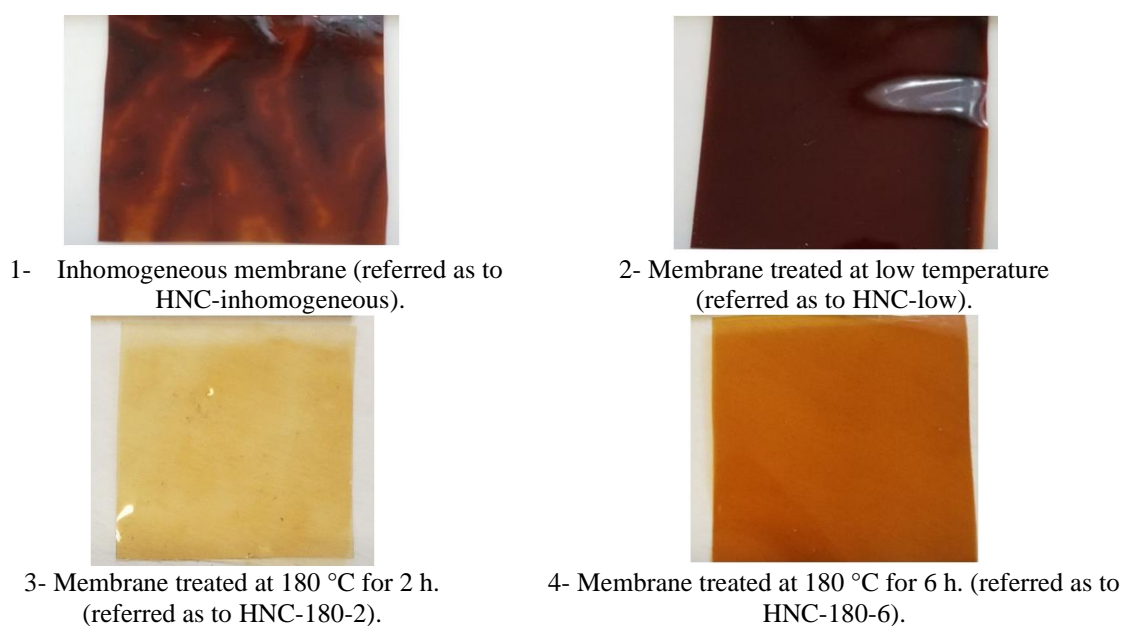 1- Inhomogeneous membrane (referred as to
HNC-inhomogeneous).
2- Membrane treated at low temperature
(referred as to HNC-low).
3- Membrane treated at 180 °C for 2 h.
(referred as to HNC-180-2).
4- Membrane treated at 180 °C for 6 h. (referred as to
HNC-180-6).